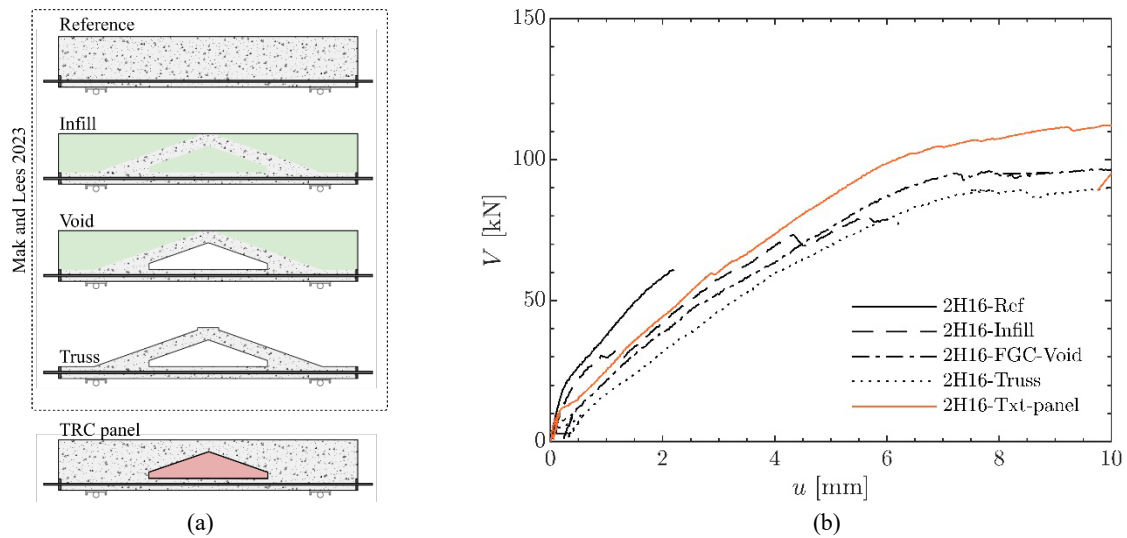 Mak and Lees 2023
Reference
Infill
Void
Truss
TRC panel
(a)
150
100
50
0
V [kN]
0 2 4 6 8 10
u [mm]
2H16-Ref
2H16-Infill
2H16-FGC-Void
2H16-Truss
2H16-Txt-panel
(b)